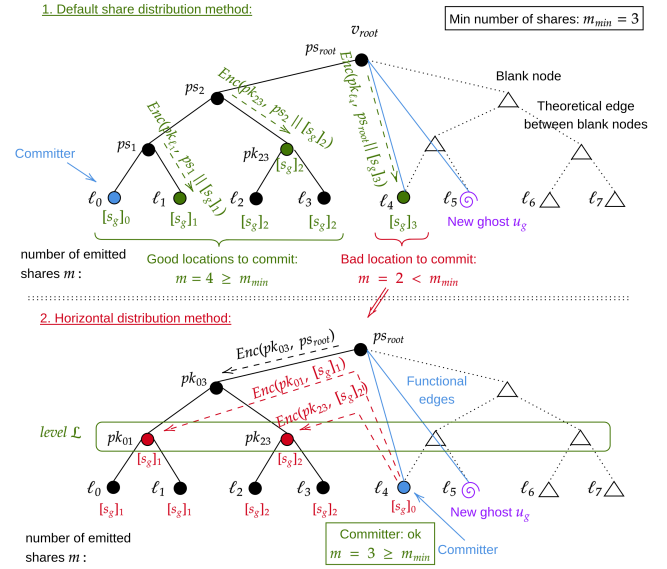 1. Default share distribution method:
v_root
Min number of shares: m_min = 3
ps_root
ps_2
Enc(pk_23, ps_2 || [s_g]_2)
Enc(pk_ℓ4, ps_root || [s_g]_3)
Blank node
Theoretical edge
between blank nodes
Enc(pk_ℓ1, ps_1 || [s_g]_1)
ps_1
pk_23
[s_g]_2
Committer
ℓ_0
ℓ_1
ℓ_2
ℓ_3
ℓ_4
ℓ_5
ℓ_6
ℓ_7
[s_g]_0
[s_g]_1
[s_g]_2
[s_g]_2
[s_g]_3
New ghost u_g
number of emitted
shares m :
Good locations to commit:
m = 4 ≥ m_min
Bad location to commit:
m = 2 < m_min
2. Horizontal distribution method:
ps_root
Enc(pk_03, ps_root)
pk_03
Enc(pk_01, [s_g]_1)
Enc(pk_23, [s_g]_2)
Functional
edges
level 𝓛
pk_01
pk_23
[s_g]_1
[s_g]_2
ℓ_0
ℓ_1
ℓ_2
ℓ_3
ℓ_4
ℓ_5
ℓ_6
ℓ_7
[s_g]_1
[s_g]_1
[s_g]_2
[s_g]_2
[s_g]_0
New ghost u_g
number of emitted
shares m :
Committer: ok
m = 3 ≥ m_min
Committer